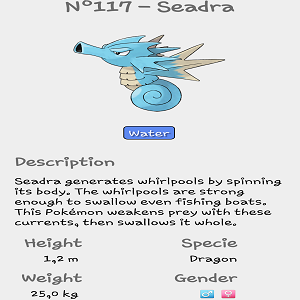 Nº117 – Seadra
Water
Description
Seadra generates whirlpools by spinning
its body. The whirlpools are strong
enough to swallow even fishing boats.
This Pokémon weakens prey with these
currents, then swallows it whole.
Height Specie
1,2 m Dragon
Weight Gender
25,0 kg ♂ ♀